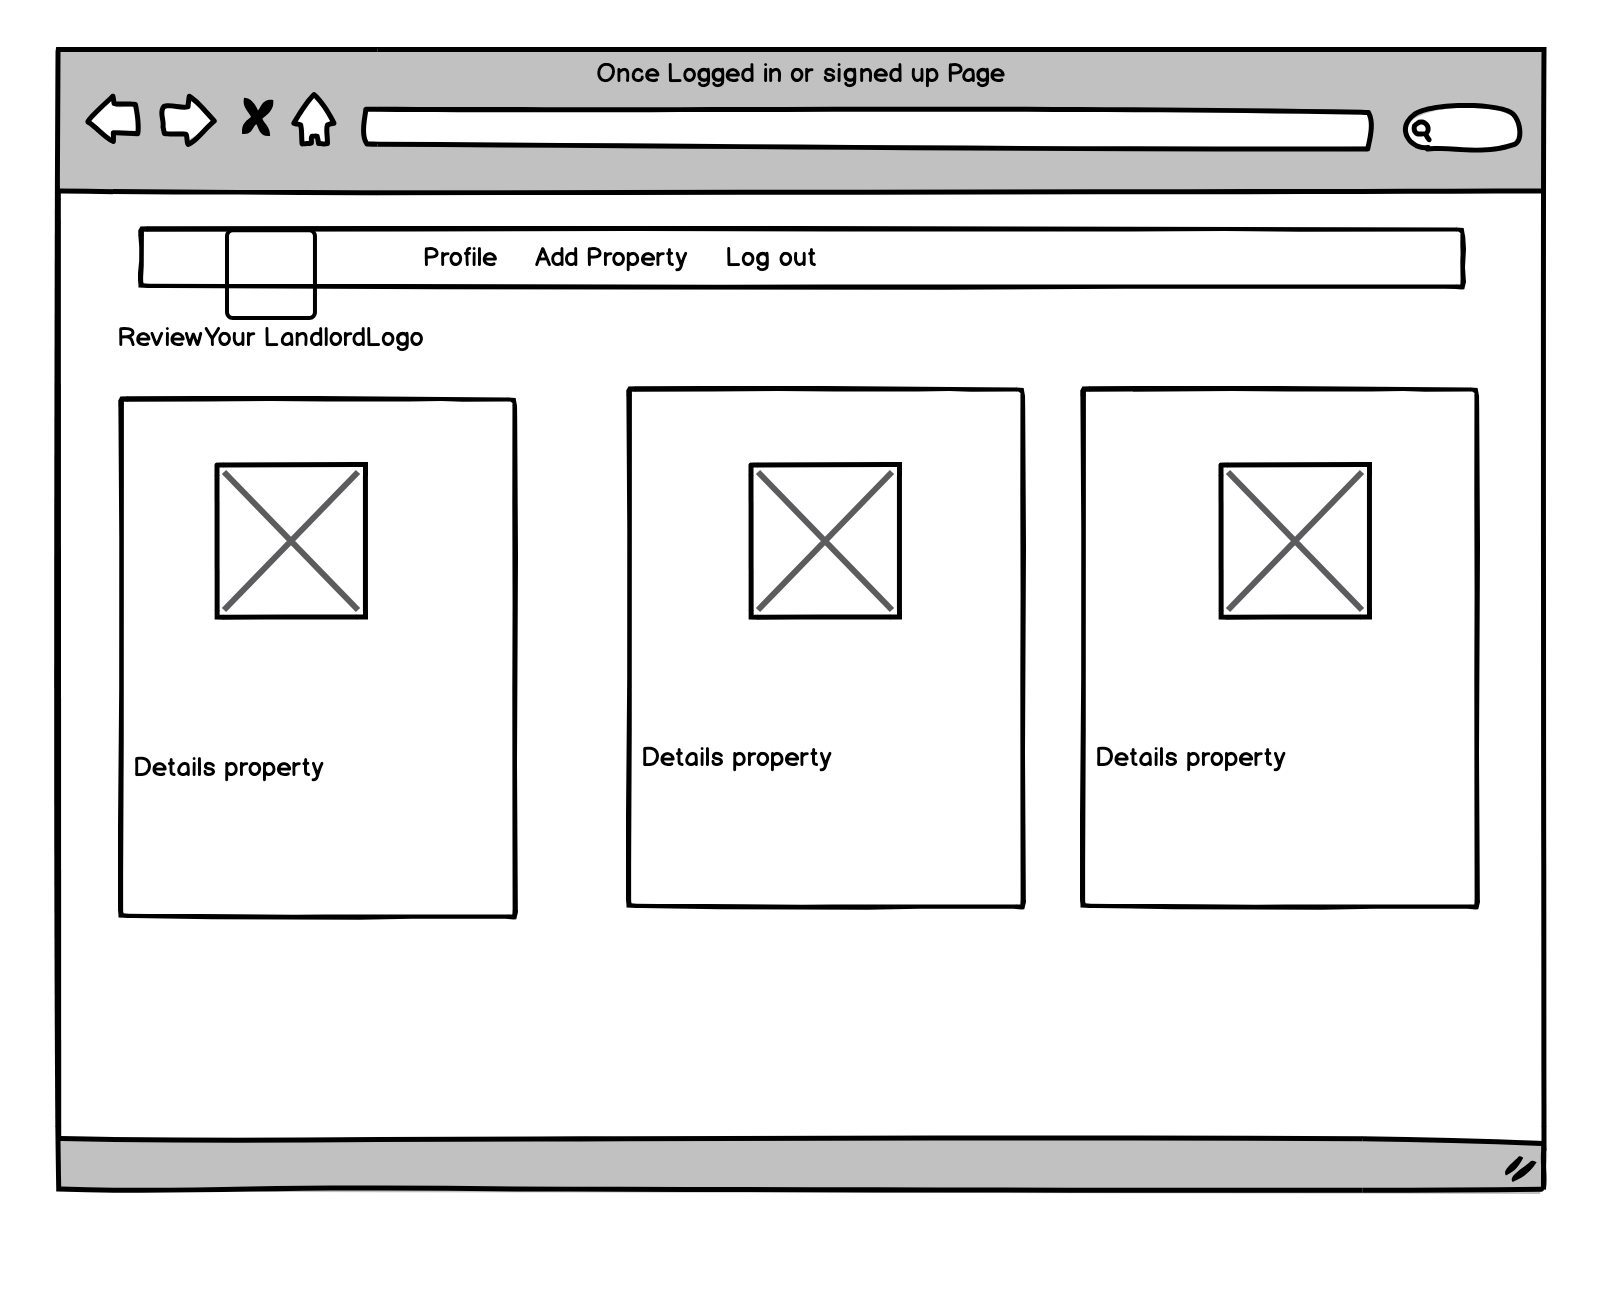 Once Logged in or signed up Page
Profile Add Property Log out
ReviewYour LandlordLogo
Details property
Details property
Details property